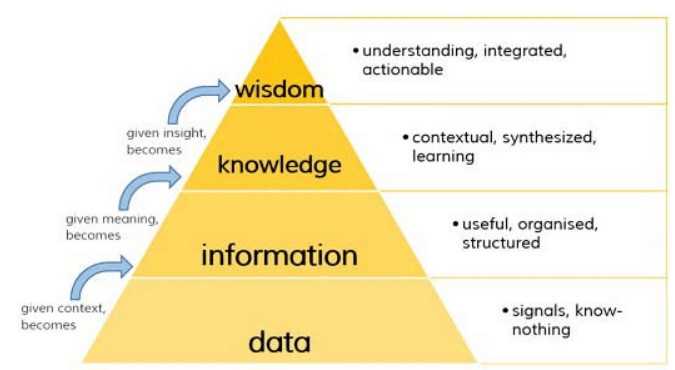 • understanding, integrated,
actionable
wisdom
given insight,
becomes
• contextual, synthesized,
learning
knowledge
given meaning,
becomes
• useful, organised,
structured
information
given context,
becomes
• signals, know-
nothing
data